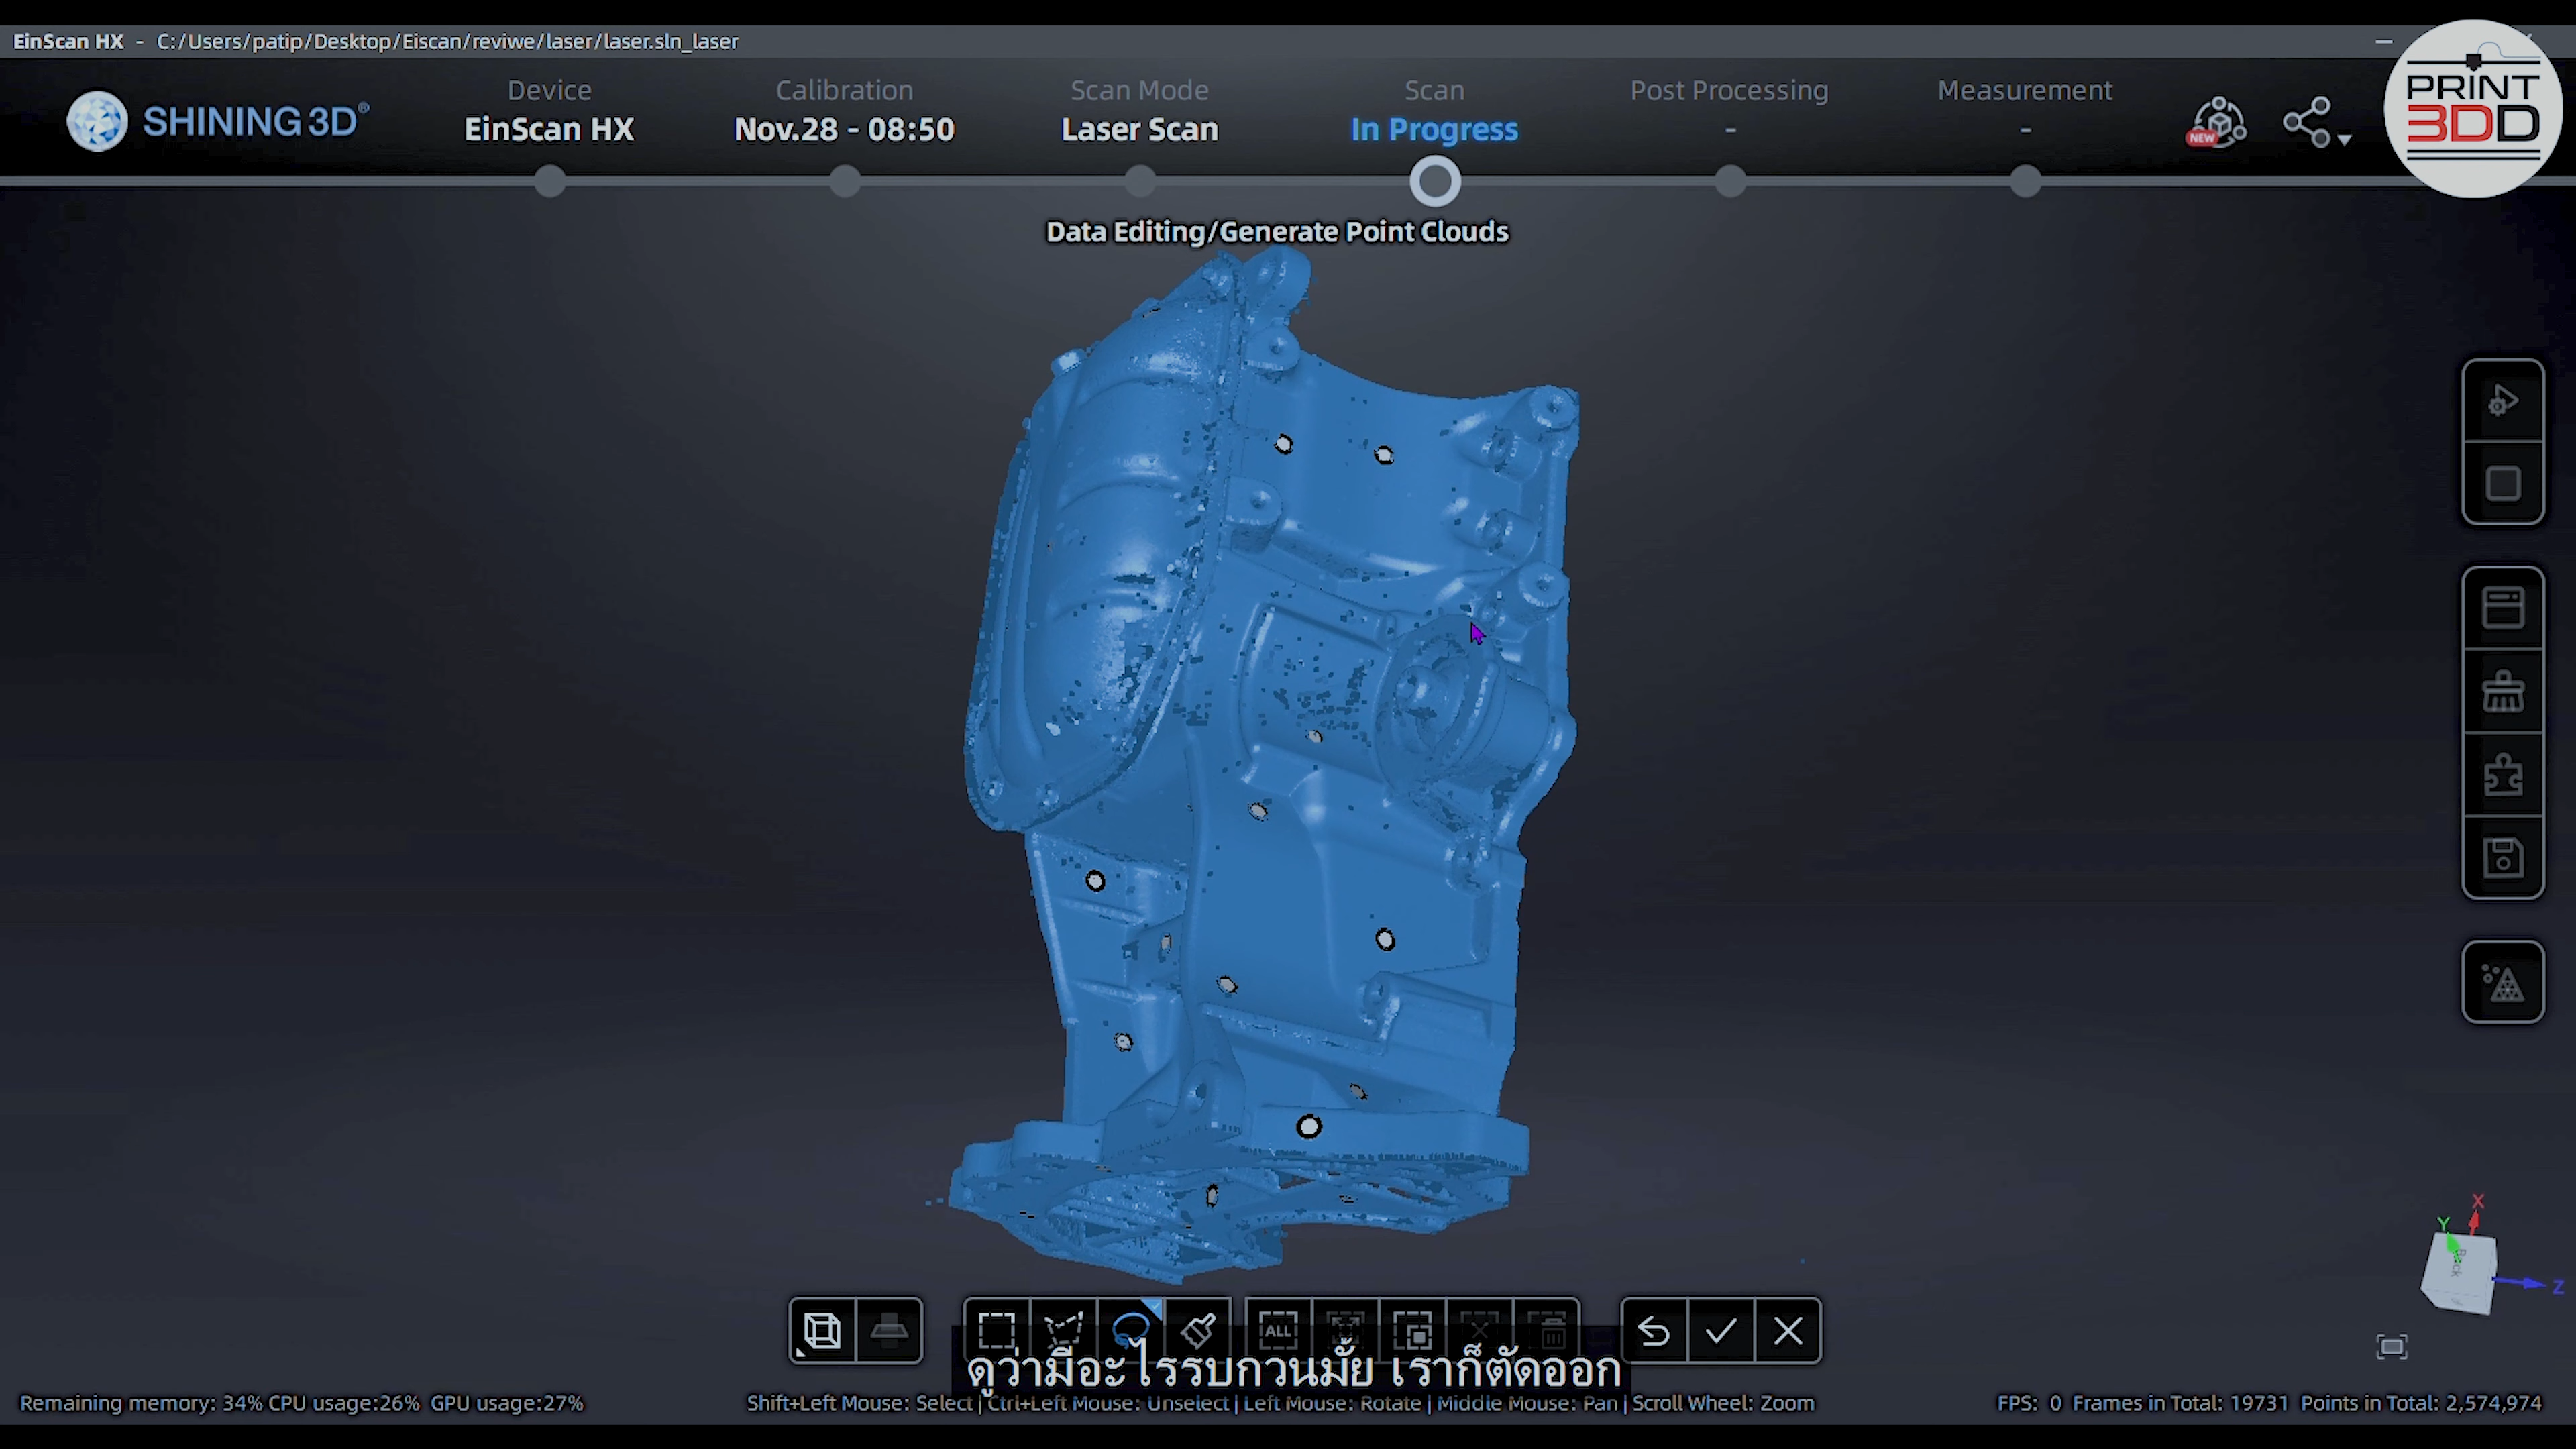 EinScan HX - C:/Users/patip/Desktop/Eiscan/reviwe/laser/laser.sln_laser
SHINING 3D®
Device
EinScan HX
Calibration
Nov.28 - 08:50
Scan Mode
Laser Scan
Scan
In Progress
Post Processing
-
Measurement
-
NEW
PRINT
3DD
Data Editing/Generate Point Clouds
X
Y
Z
ALL
ดูว่ามีอะไรรบกวนมั้ย เราก็ตัดออก
Remaining memory: 34% CPU usage:26% GPU usage:27%
Shift+Left Mouse: Select | Ctrl+Left Mouse: Unselect | Left Mouse: Rotate | Middle Mouse: Pan | Scroll Wheel: Zoom
FPS: 0 Frames in Total: 19731 Points in Total: 2,574,974